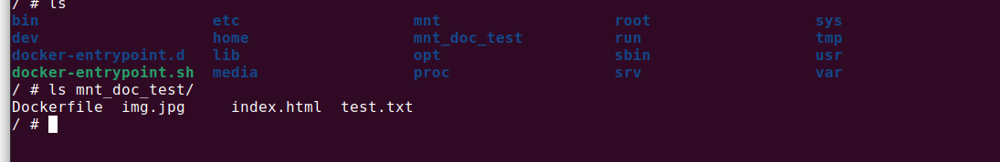 / # ls
bin etc mnt root sys
dev home mnt_doc_test run tmp
docker-entrypoint.d lib opt sbin usr
docker-entrypoint.sh media proc srv var
/ # ls mnt_doc_test/
Dockerfile img.jpg index.html test.txt
/ #